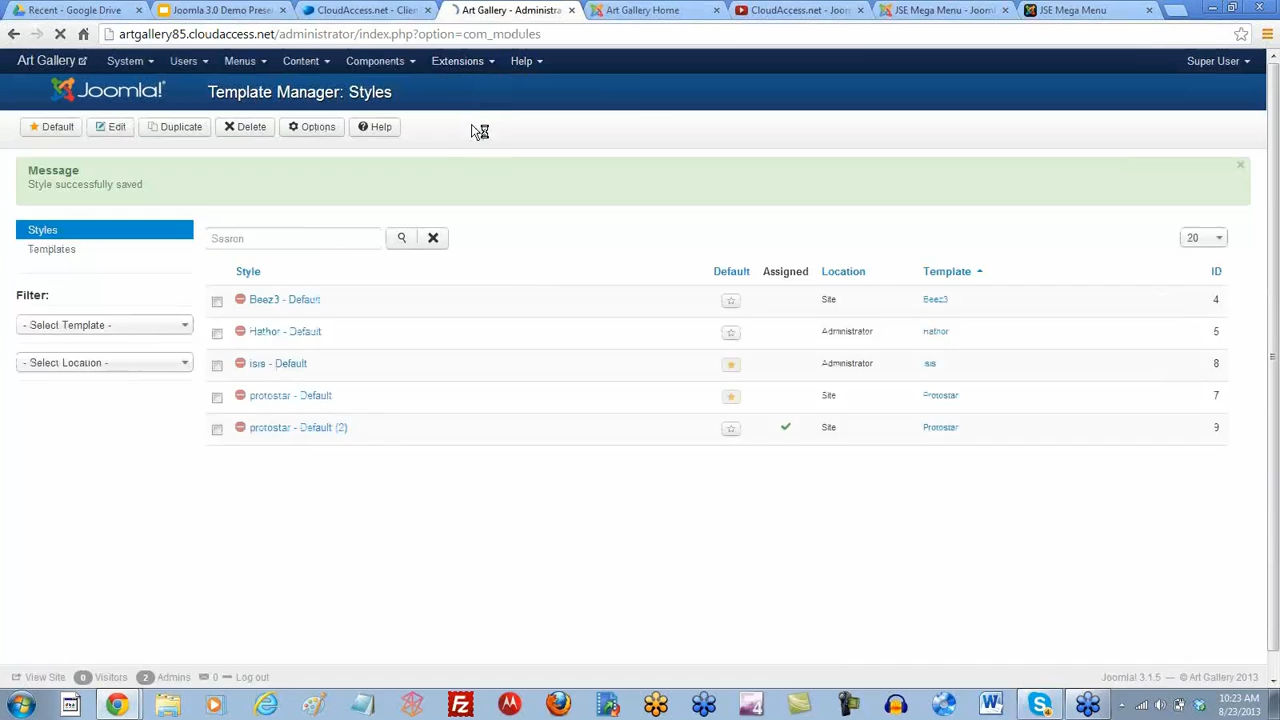 Recent - Google Drive
Joomla 3.0 Demo Prese
CloudAccess.net - Clien
Art Gallery - Administra
Art Gallery Home
CloudAccess.net - Joom
JSE Mega Menu - Jooml
JSE Mega Menu
artgallery85.cloudaccess.net/administrator/index.php?option=com_modules
Art Gallery System Users Menus Content Components Extensions Help Super User
Joomla! Template Manager: Styles
Default Edit Duplicate Delete Options Help
Message
Style successfully saved
Styles
Templates
Filter:
- Select Template -
- Select Location -
Search
20
Style Default Assigned Location Template ID
Beez3 - Default Site Beez3 4
Hathor - Default Administrator Hathor 5
isis - Default Administrator Isis 8
protostar - Default Site Protostar 7
protostar - Default (2) Site Protostar 9
View Site 0 Visitors 2 Admins 0 Log out
Joomla! 3.1.5 — © Art Gallery 2013
10:23 AM
8/23/2013